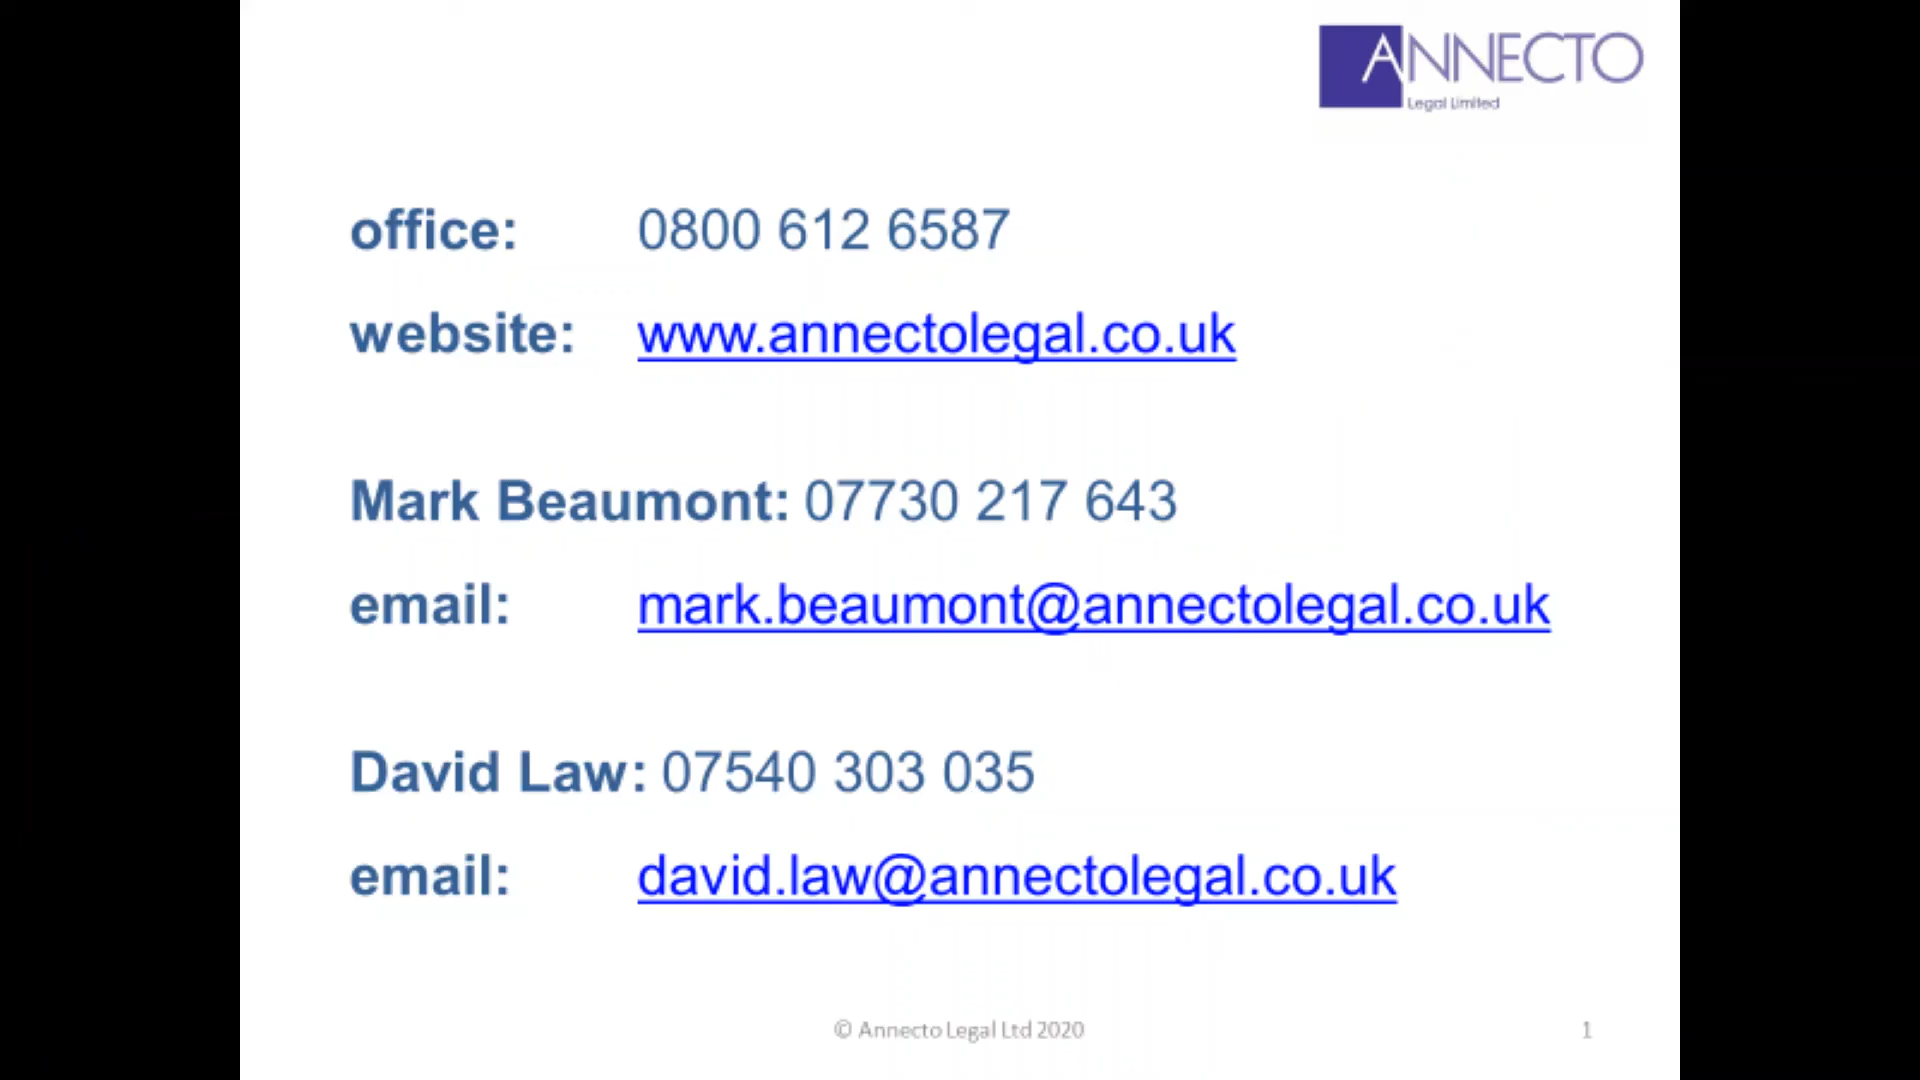 ANNECTO
Legal Limited
office: 0800 612 6587
website: www.annectolegal.co.uk
Mark Beaumont: 07730 217 643
email: mark.beaumont@annectolegal.co.uk
David Law: 07540 303 035
email: david.law@annectolegal.co.uk
© Annecto Legal Ltd 2020 1